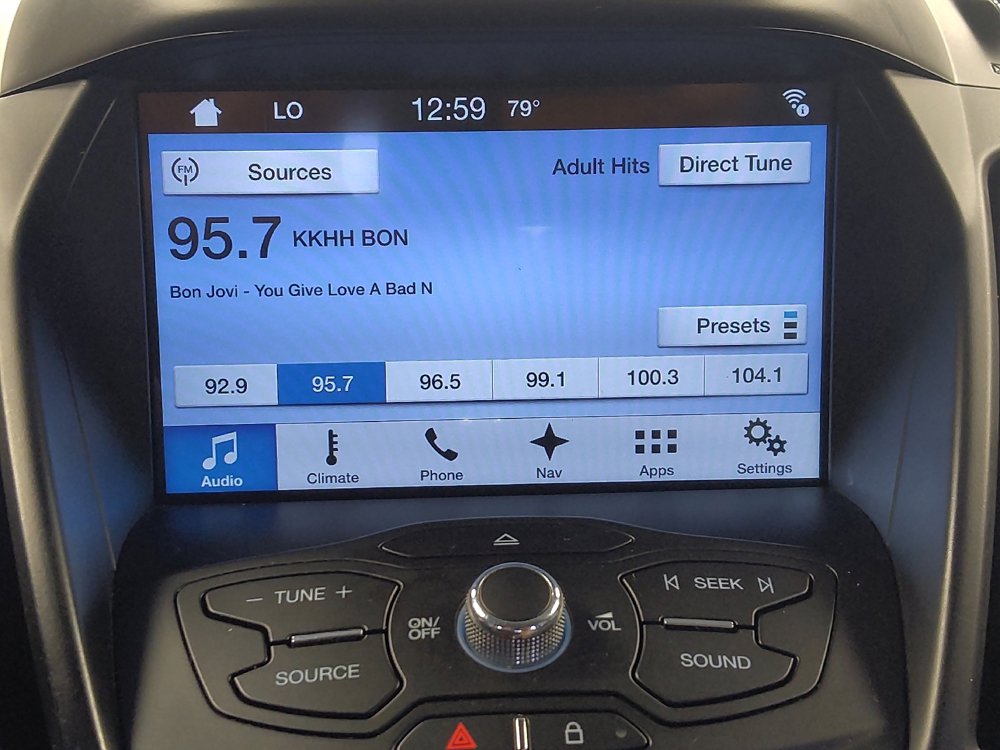 LO 12:59 79°
FM Sources Adult Hits Direct Tune
95.7 KKHH BON
Bon Jovi - You Give Love A Bad N
Presets
92.9 95.7 96.5 99.1 100.3 104.1
Audio Climate Phone Nav Apps Settings
− TUNE + SEEK
ON/
OFF
VOL
SOURCE SOUND